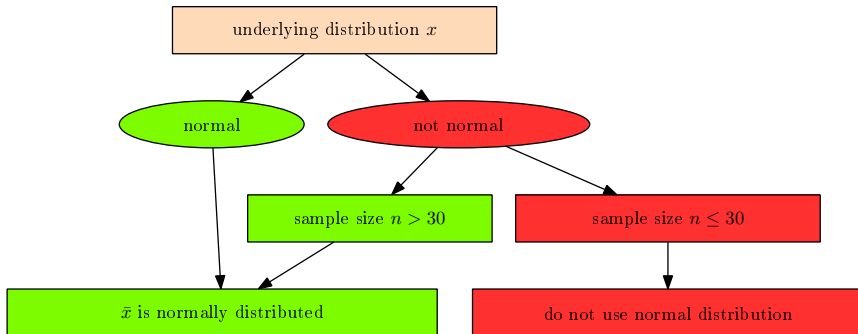 underlying distribution x
normal
not normal
sample size n > 30
sample size n ≤ 30
x̄ is normally distributed
do not use normal distribution